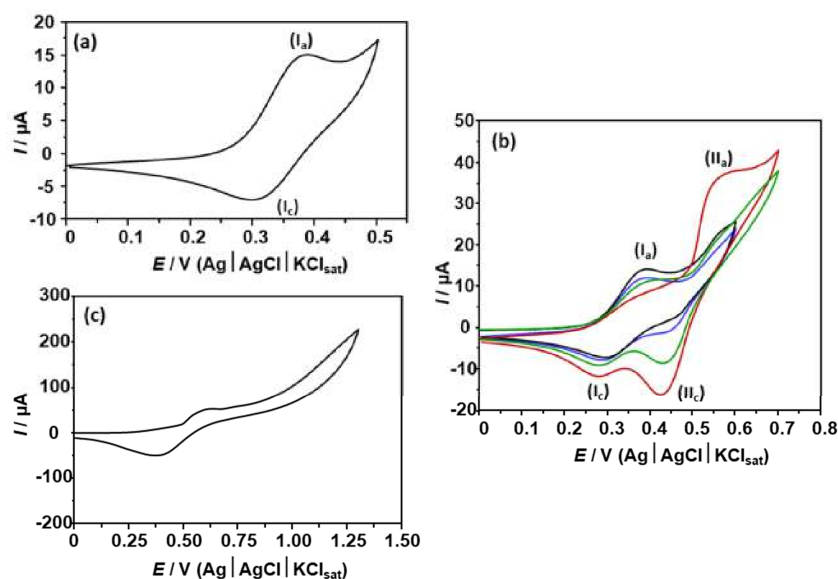 (a)
(Iₐ)
(I꜀)
20
15
10
5
0
-5
-10
I / µA
0
0.1
0.2
0.3
0.4
0.5
E / V (Ag|AgCl|KClsat)
(b)
(IIₐ)
(Iₐ)
(I꜀)
(II꜀)
50
40
30
20
10
0
-10
-20
I / µA
0
0.1
0.2
0.3
0.4
0.5
0.6
0.7
0.8
E / V (Ag|AgCl|KClsat)
(c)
300
200
100
0
-50
-100
-200
I / µA
0
0.25
0.50
0.75
1.00
1.25
1.50
E / V (Ag|AgCl|KClsat)